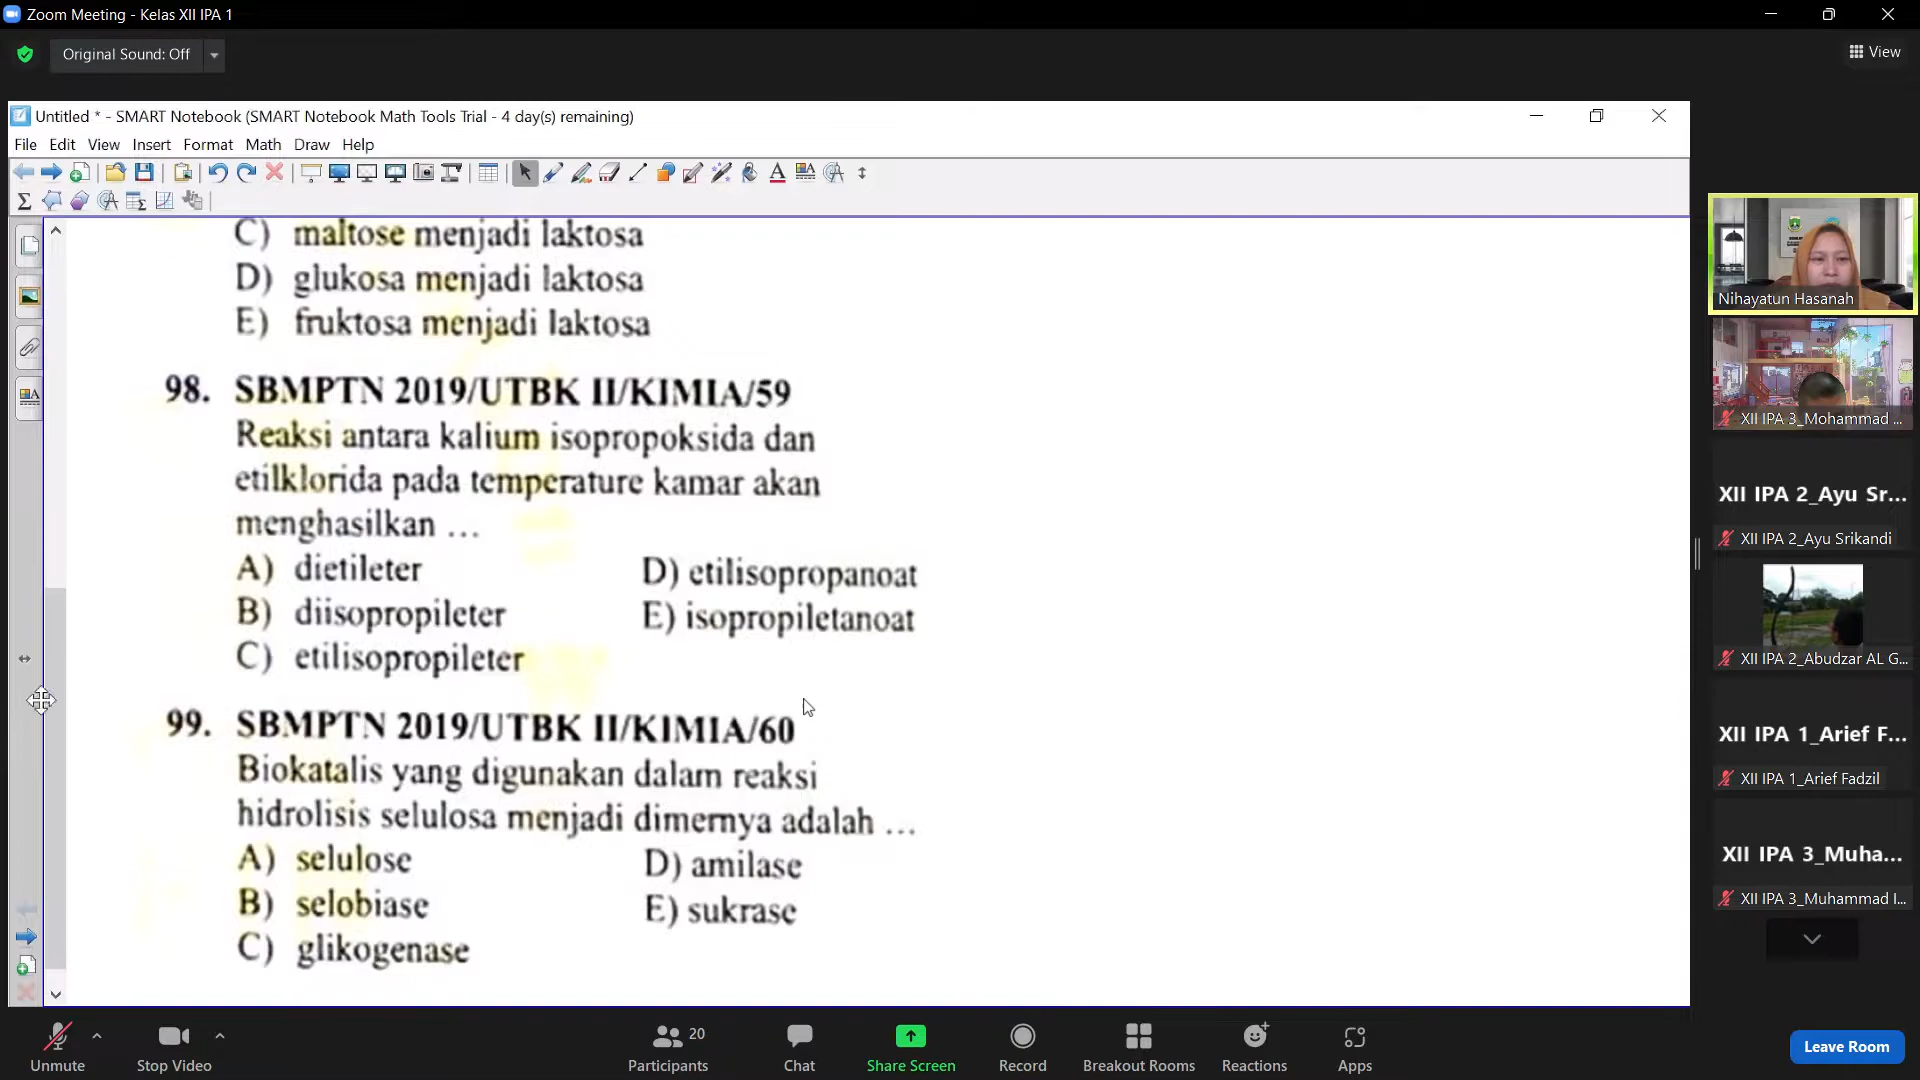 Zoom Meeting - Kelas XII IPA 1
Original Sound: Off
View
Untitled * - SMART Notebook (SMART Notebook Math Tools Trial - 4 day(s) remaining)
File Edit View Insert Format Math Draw Help
C) maltose menjadi laktosa
D) glukosa menjadi laktosa
E) fruktosa menjadi laktosa
98. SBMPTN 2019/UTBK II/KIMIA/59
Reaksi antara kalium isopropoksida dan
etilklorida pada temperature kamar akan
menghasilkan ...
A) dietileter
D) etilisopropanoat
B) diisopropileter
E) isopropiletanoat
C) etilisopropileter
99. SBMPTN 2019/UTBK II/KIMIA/60
Biokatalis yang digunakan dalam reaksi
hidrolisis selulosa menjadi dimernya adalah ...
A) selulose
D) amilase
B) selobiase
E) sukrase
C) glikogenase
Nihayatun Hasanah
XII IPA 3_Mohammad ...
XII IPA 2_Ayu Sr...
XII IPA 2_Ayu Srikandi
XII IPA 2_Abudzar AL G...
XII IPA 1_Arief F...
XII IPA 1_Arief Fadzil
XII IPA 3_Muha...
XII IPA 3_Muhammad I...
Unmute
Stop Video
20
Participants
Chat
Share Screen
Record
Breakout Rooms
Reactions
Apps
Leave Room